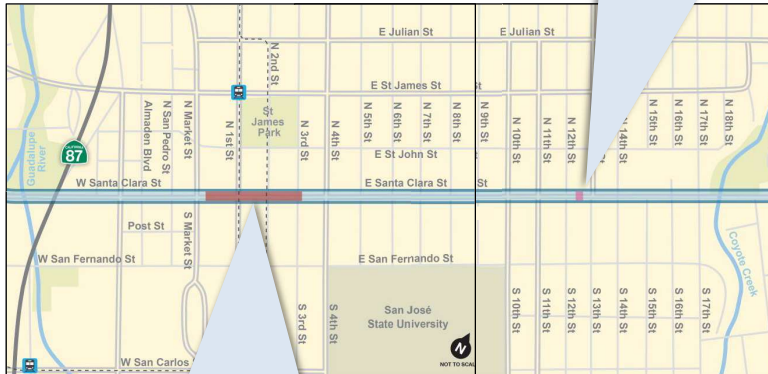 E Julian St
E Julian St
N 2nd St
E St James St
St
St
James
Park
Almaden Blvd
N San Pedro St
N Market St
N 1st St
N 3rd St
N 4th St
N 5th St
N 6th St
N 7th St
N 8th St
N 9th St
N 10th St
N 11th St
N 12th St
N 14th St
N 15th St
N 16th St
N 17th St
N 18th St
E St John St
St
Guadalupe
River
CALIFORNIA
87
W Santa Clara St
E Santa Clara St
St
Post St
S Market St
W San Fernando St
E San Fernando St
Coyote Creek
S 3rd St
S 4th St
San José
State University
S 10th St
S 11th St
S 12th St
S 13th St
S 14th St
S 15th St
S 16th St
S 17th St
N
NOT TO SCAL
W San Carlos